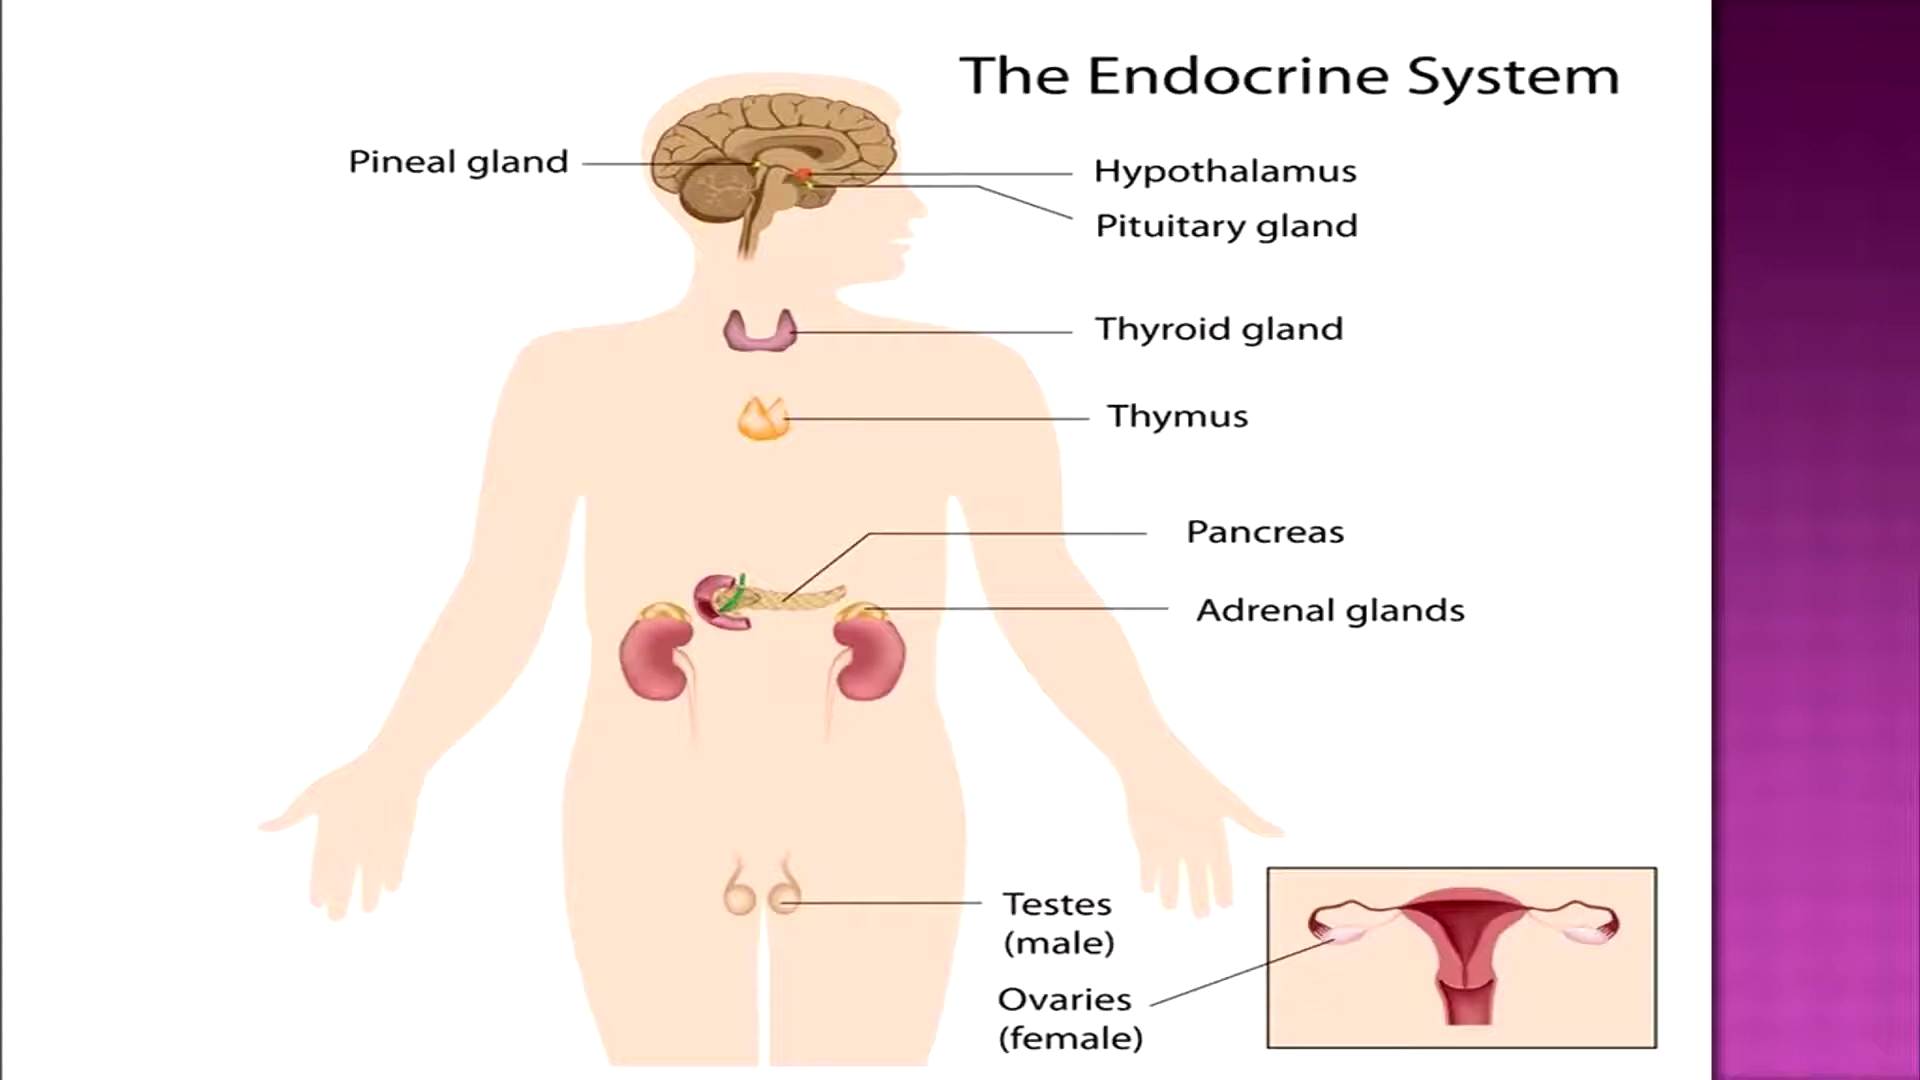 The Endocrine System
Pineal gland
Hypothalamus
Pituitary gland
Thyroid gland
Thymus
Pancreas
Adrenal glands
Testes
(male)
Ovaries
(female)